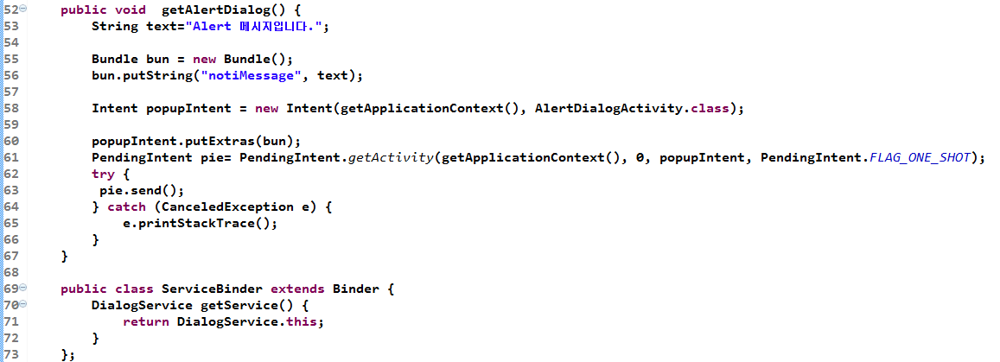 52 public void  getAlertDialog() {
53 String text="Alert 메시지입니다.";
54
55 Bundle bun = new Bundle();
56 bun.putString("notiMessage", text);
57
58 Intent popupIntent = new Intent(getApplicationContext(), AlertDialogActivity.class);
59
60 popupIntent.putExtras(bun);
61 PendingIntent pie= PendingIntent.getActivity(getApplicationContext(), 0, popupIntent, PendingIntent.FLAG_ONE_SHOT);
62 try {
63 pie.send();
64 } catch (CanceledException e) {
65 e.printStackTrace();
66 }
67 }
68
69 public class ServiceBinder extends Binder {
70 DialogService getService() {
71 return DialogService.this;
72 }
73 };